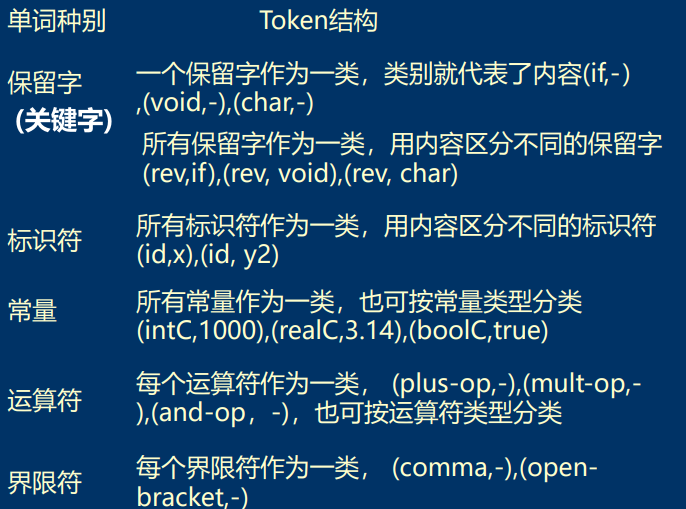 单词种别 Token结构
保留字
(关键字)
一个保留字作为一类，类别就代表了内容(if,-)
,(void,-),(char,-)
所有保留字作为一类，用内容区分不同的保留字
(rev,if),(rev, void),(rev, char)
标识符
所有标识符作为一类，用内容区分不同的标识符
(id,x),(id, y2)
常量
所有常量作为一类，也可按常量类型分类
(intC,1000),(realC,3.14),(boolC,true)
运算符
每个运算符作为一类， (plus-op,-),(mult-op,-
),(and-op，-)，也可按运算符类型分类
界限符
每个界限符作为一类， (comma,-),(open-
bracket,-)